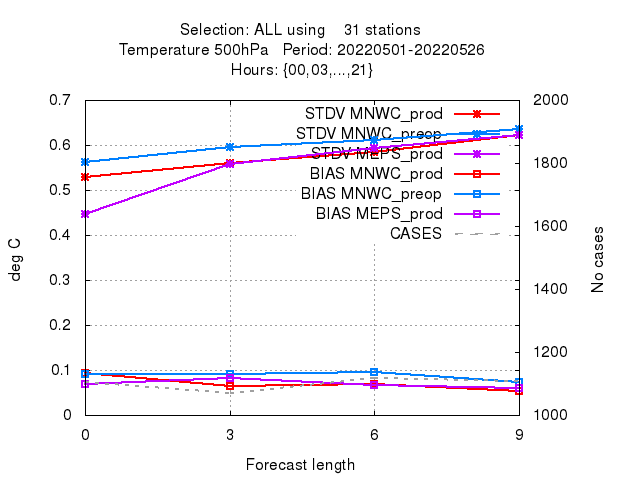 Selection: ALL using    31 stations
Temperature 500hPa   Period: 20220501-20220526
Hours: {00,03,...,21}
0.7
0.6
0.5
0.4
0.3
0.2
0.1
0
2000
1800
1600
1400
1200
1000
deg C
No cases
STDV MNWC_prod
STDV MNWC_preop
STDV MEPS_prod
BIAS MNWC_prod
BIAS MNWC_preop
BIAS MEPS_prod
CASES
0 3 6 9
Forecast length